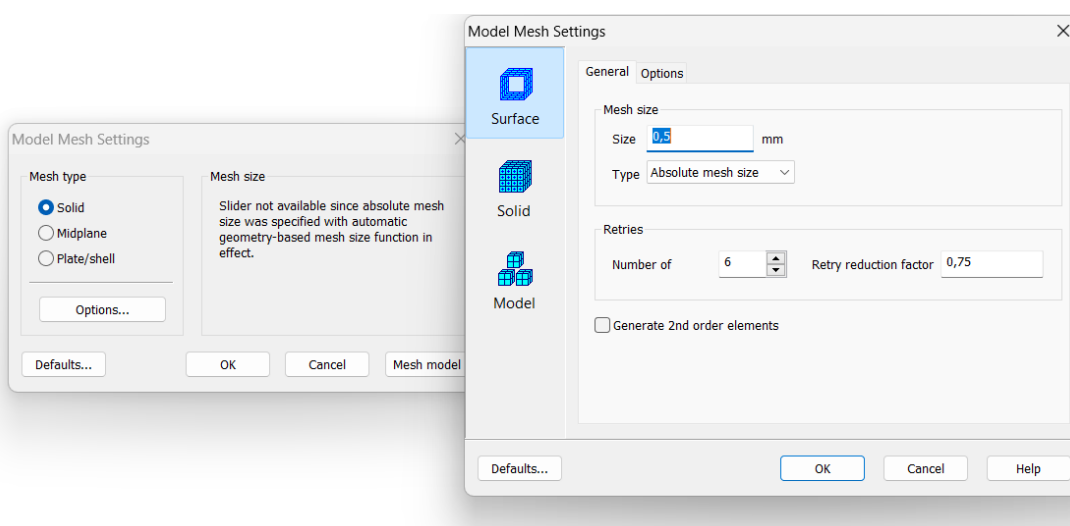 Model Mesh Settings
Mesh type
Solid
Midplane
Plate/shell
Options...
Mesh size
Slider not available since absolute mesh
size was specified with automatic
geometry-based mesh size function in
effect.
Defaults...
OK
Cancel
Mesh model
Model Mesh Settings
Surface
Solid
Model
General
Options
Mesh size
Size 0,5 mm
Type Absolute mesh size
Retries
Number of 6 Retry reduction factor 0,75
Generate 2nd order elements
Defaults...
OK
Cancel
Help